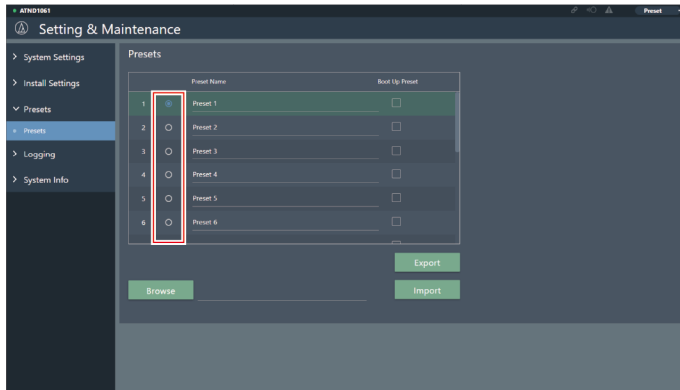 ATND1061
Preset
Setting & Maintenance
System Settings
Install Settings
Presets
Presets
Logging
System Info
Presets
Preset Name Boot Up Preset
1 Preset 1
2 Preset 2
3 Preset 3
4 Preset 4
5 Preset 5
6 Preset 6
Export
Browse
Import